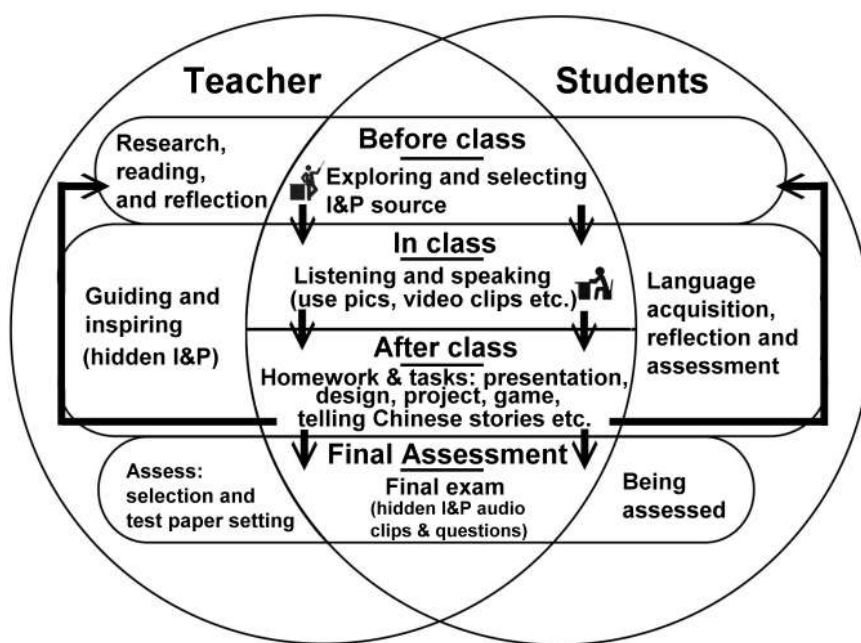 Teacher
Students
Before class
Research,
reading,
and reflection
Exploring and selecting
I&P source
In class
Listening and speaking
(use pics, video clips etc.)
Guiding and
inspiring
(hidden I&P)
Language
acquisition,
reflection and
assessment
After class
Homework & tasks: presentation,
design, project, game,
telling Chinese stories etc.
Final Assessment
Assess:
selection and
test paper setting
Final exam
(hidden I&P audio
clips & questions)
Being
assessed